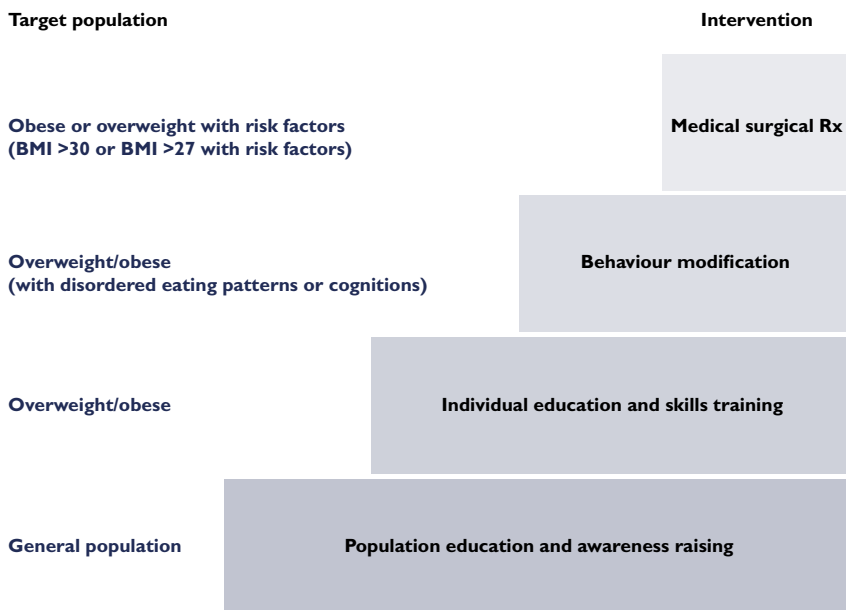 Target population
Intervention
Obese or overweight with risk factors
(BMI >30 or BMI >27 with risk factors)
Medical surgical Rx
Overweight/obese
(with disordered eating patterns or cognitions)
Behaviour modification
Overweight/obese
Individual education and skills training
General population
Population education and awareness raising